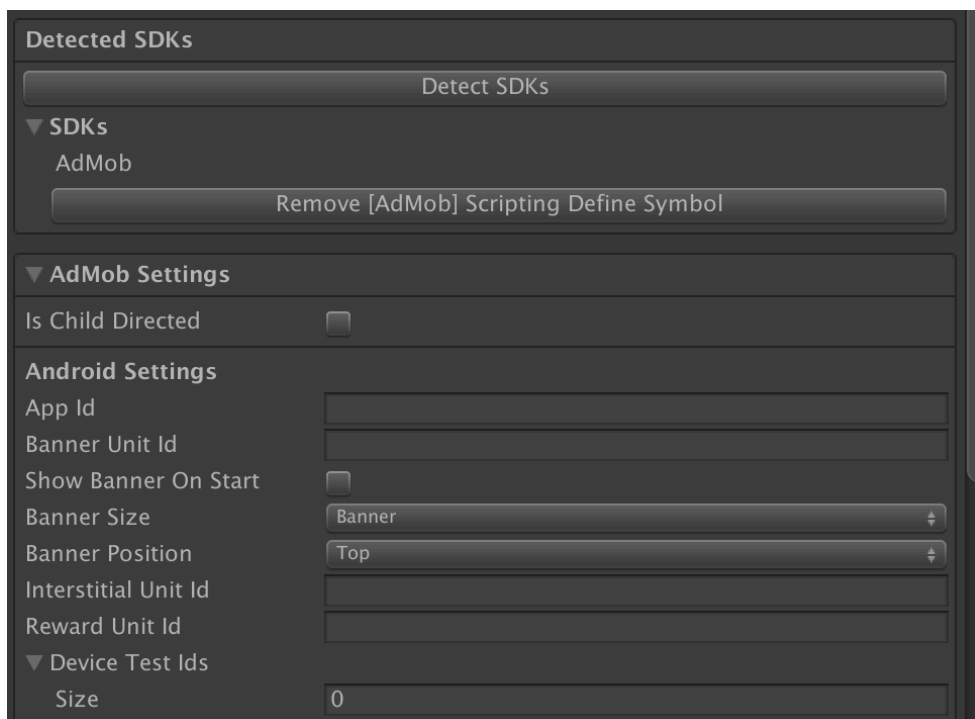 Detected SDKs
Detect SDKs
SDKs
AdMob
Remove [AdMob] Scripting Define Symbol
AdMob Settings
Is Child Directed
Android Settings
App Id
Banner Unit Id
Show Banner On Start
Banner Size Banner
Banner Position Top
Interstitial Unit Id
Reward Unit Id
Device Test Ids
Size 0